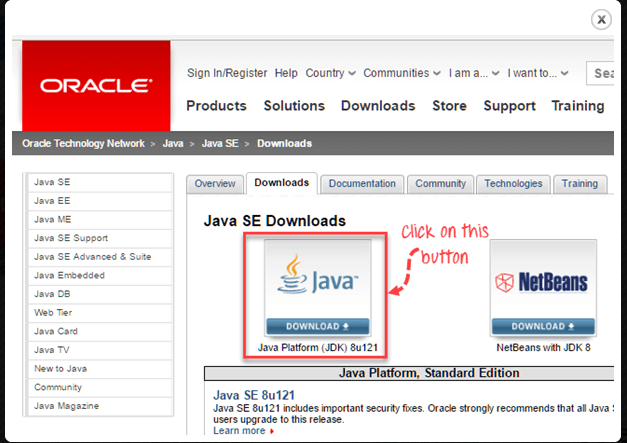 x
ORACLE
Sign In/Register Help Country Communities I am a... I want to...
Products Solutions Downloads Store Support Training
Oracle Technology Network > Java > Java SE > Downloads
Java SE
Java EE
Java ME
Java SE Support
Java SE Advanced & Suite
Java Embedded
Java DB
Web Tier
Java Card
Java TV
New to Java
Community
Java Magazine
Overview Downloads Documentation Community Technologies Training
Java SE Downloads
Click on this
button
Java™
DOWNLOAD
Java Platform (JDK) 8u121
NetBeans
DOWNLOAD
NetBeans with JDK 8
Java Platform, Standard Edition
Java SE 8u121
Java SE 8u121 includes important security fixes. Oracle strongly recommends that all Java
users upgrade to this release.
Learn more